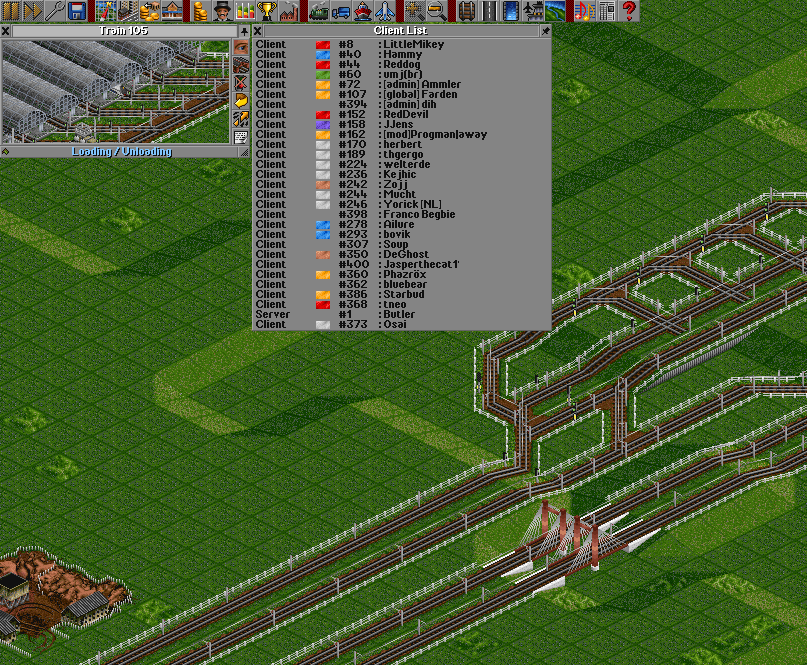 Train 105
Loading / Unloading
Client List
Client #8 : LittleMikey
Client #40 : Hammy
Client #44 : Reddog
Client #60 : vmj(br)
Client #72 : [admin] Ammler
Client #107 : [global] Farden
Client #394 : [admin] dih
Client #152 : RedDevil
Client #158 : JJens
Client #162 : [mod]Progman|away
Client #170 : herbert
Client #189 : thgergo
Client #224 : welterde
Client #236 : Kejhic
Client #242 : Zojj
Client #244 : Mucht
Client #246 : Yorick [NL]
Client #398 : Franco Begbie
Client #278 : Ailure
Client #293 : bovik
Client #307 : Soup
Client #350 : DeGhost
Client #400 : Jasperthecat1'
Client #360 : Phazröx
Client #362 : bluebear
Client #386 : Starbud
Client #368 : tneo
Server #1 : Butler
Client #373 : Osai